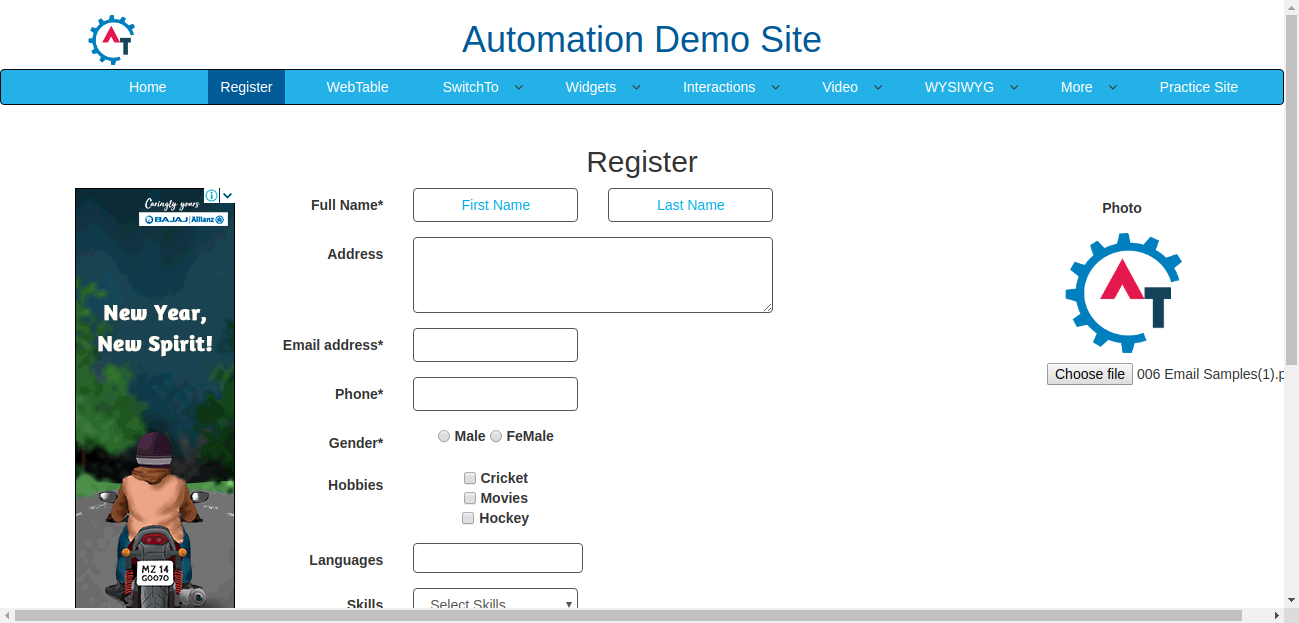 AT
Automation Demo Site
Home Register WebTable SwitchTo Widgets Interactions Video WYSIWYG More Practice Site
Register
Caringly yours
BAJAJ Allianz
New Year,
New Spirit!
MZ 14
G0070
Full Name* First Name Last Name
Address
Email address*
Phone*
Gender* Male FeMale
Hobbies Cricket
Movies
Hockey
Languages
Skills Select Skills
Photo
AT
Choose file 006 Email Samples(1).p